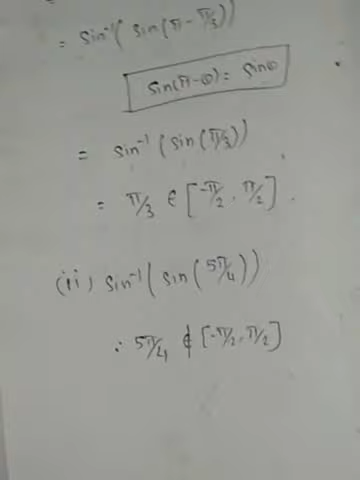 = sin⁻¹(sin(π - π/3))
sin(π-θ) = sinθ
= sin⁻¹(sin(π/3))
= π/3 ∈ [-π/2, π/2].
(ii) sin⁻¹(sin(5π/4))
∴ 5π/4 ∉ [-π/2, π/2]